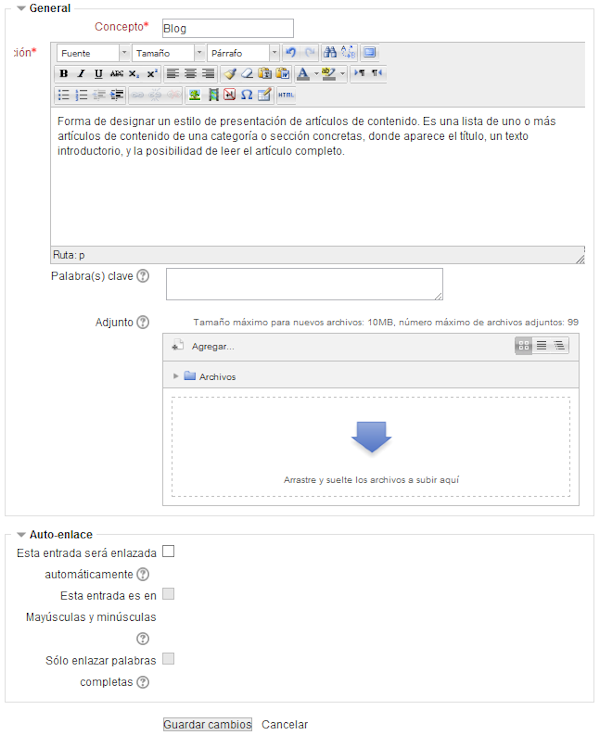 General
Concepto* Blog
ción*
Fuente Tamaño Párrafo
B I U ABC X₂ X²
A ab
Ω HTML
Forma de designar un estilo de presentación de artículos de contenido. Es una lista de uno o más
artículos de contenido de una categoría o sección concretas, donde aparece el título, un texto
introductorio, y la posibilidad de leer el artículo completo.
Ruta: p
Palabra(s) clave ?
Adjunto ? Tamaño máximo para nuevos archivos: 10MB, número máximo de archivos adjuntos: 99
Agregar...
Archivos
Arrastre y suelte los archivos a subir aquí
Auto-enlace
Esta entrada será enlazada
automáticamente ?
Esta entrada es en
Mayúsculas y minúsculas
?
Sólo enlazar palabras
completas ?
Guardar cambios Cancelar